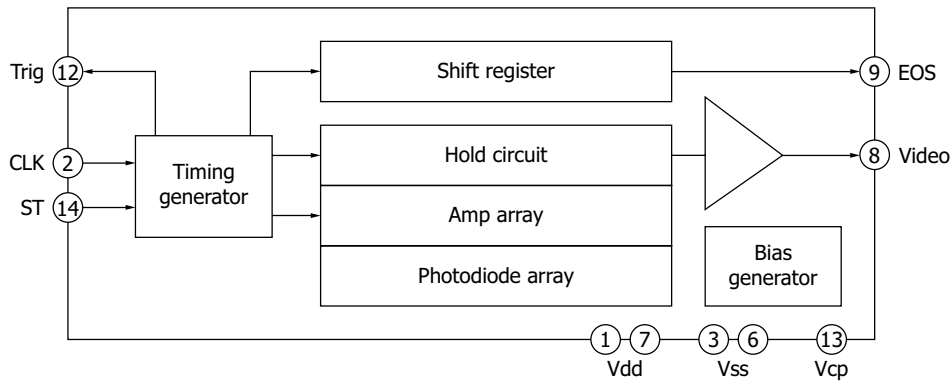 Trig 12 Shift register 9 EOS
CLK 2 Hold circuit 8 Video
Timing
generator
ST 14 Amp array
Photodiode array
Bias
generator
1 7 3 6 13
Vdd Vss Vcp